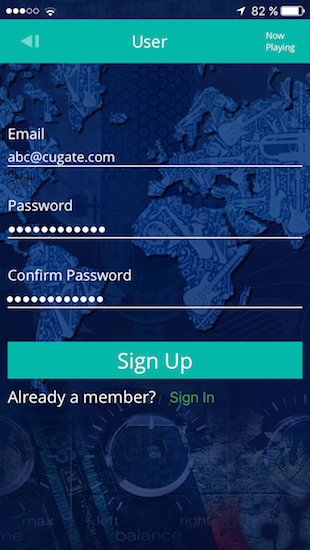 82 %
User
Now
Playing
Email
abc@cugate.com
Password
●●●●●●●●●●●●
Confirm Password
●●●●●●●●●●●●
Sign Up
Already a member? Sign In
max left right
balance